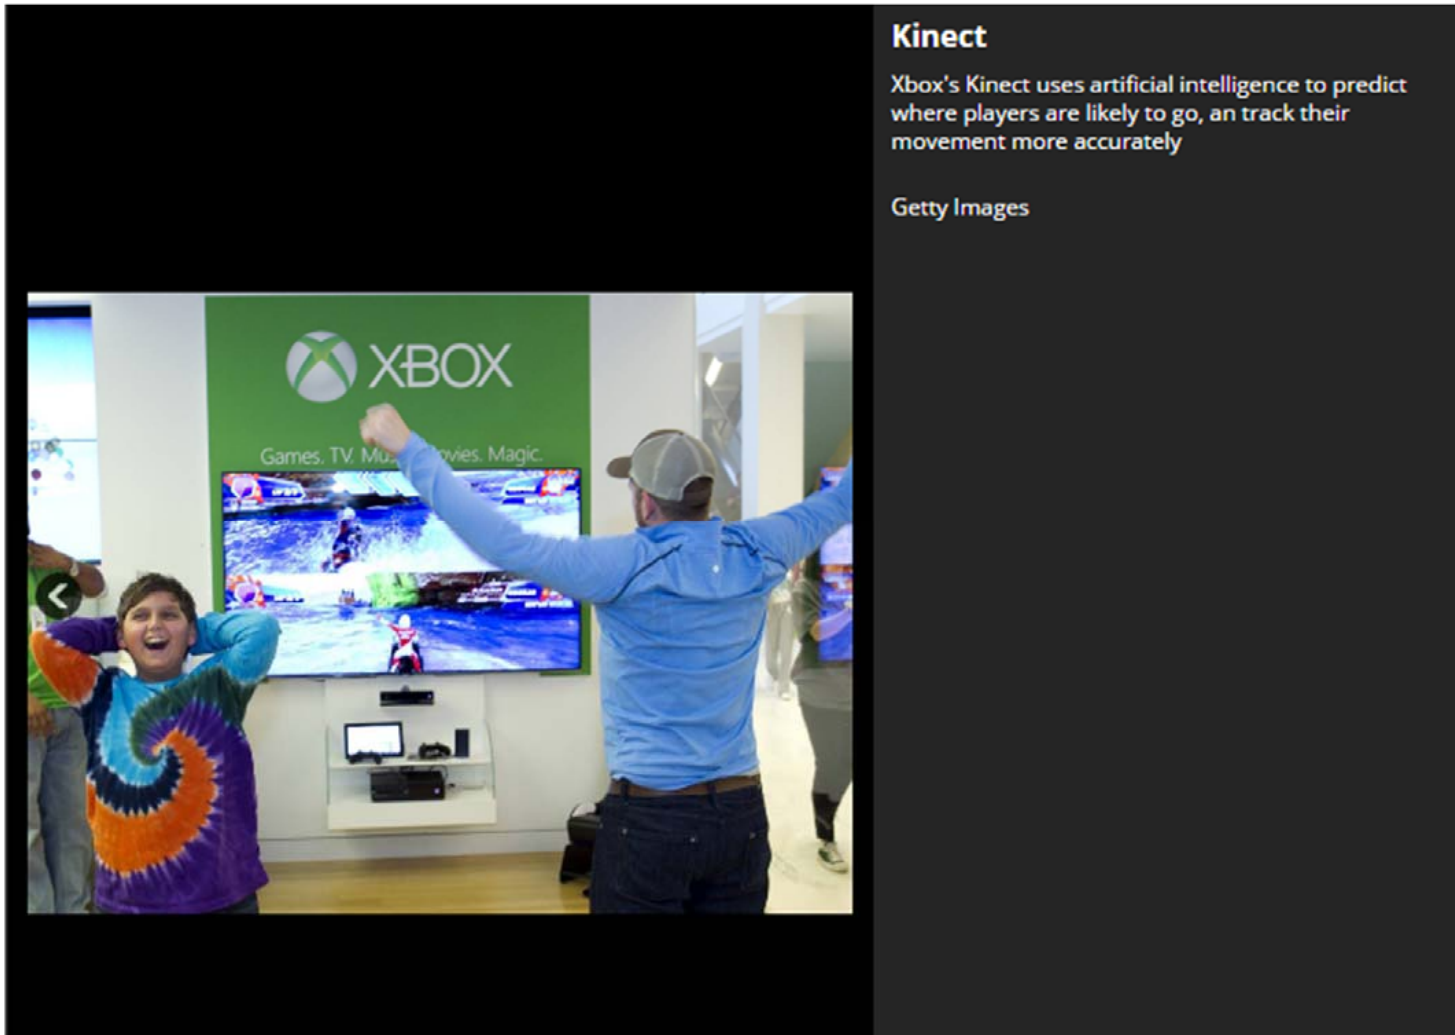 Kinect
Xbox's Kinect uses artificial intelligence to predict
where players are likely to go, an track their
movement more accurately
Getty Images
XBOX
Games. TV. Mus ovies. Magic.